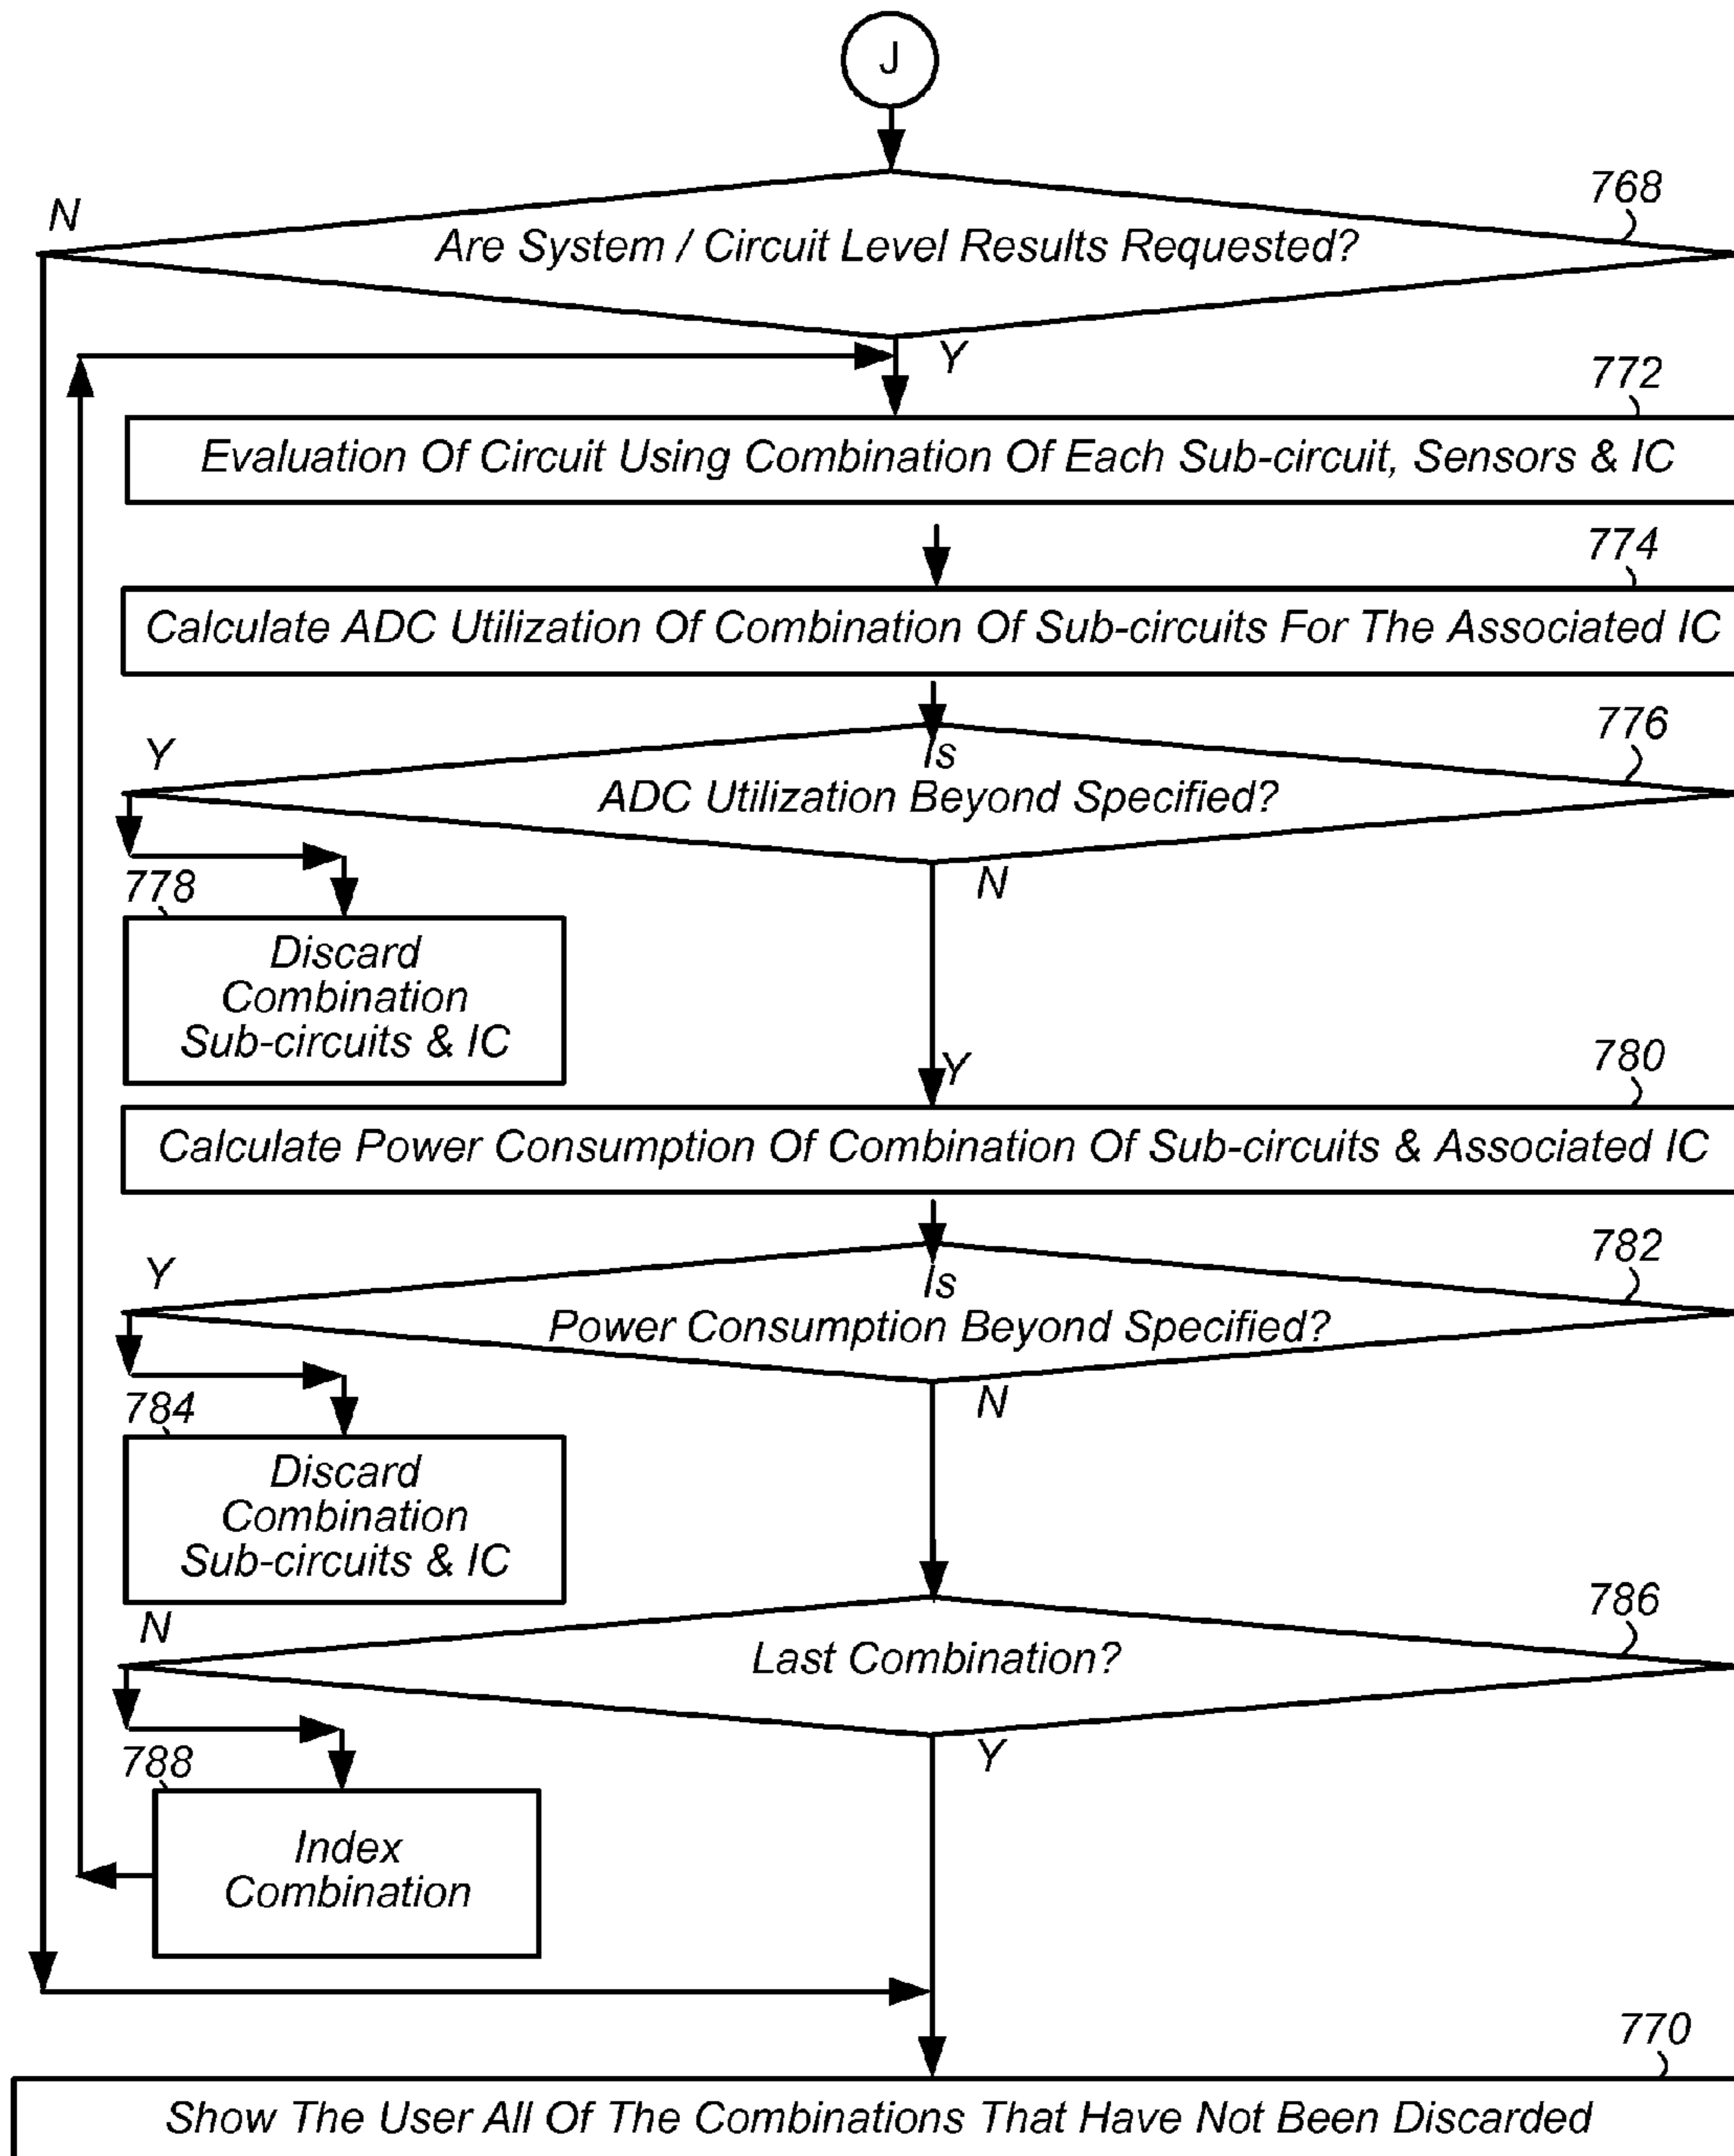 J
768
N
Are System / Circuit Level Results Requested?
Y
772
Evaluation Of Circuit Using Combination Of Each Sub-circuit, Sensors & IC
774
Calculate ADC Utilization Of Combination Of Sub-circuits For The Associated IC
776
Y
Is
ADC Utilization Beyond Specified?
778
N
Discard
Combination
Sub-circuits & IC
780
Y
Calculate Power Consumption Of Combination Of Sub-circuits & Associated IC
782
Y
Is
Power Consumption Beyond Specified?
784
N
Discard
Combination
Sub-circuits & IC
786
N
Last Combination?
788
Y
Index
Combination
770
Show The User All Of The Combinations That Have Not Been Discarded